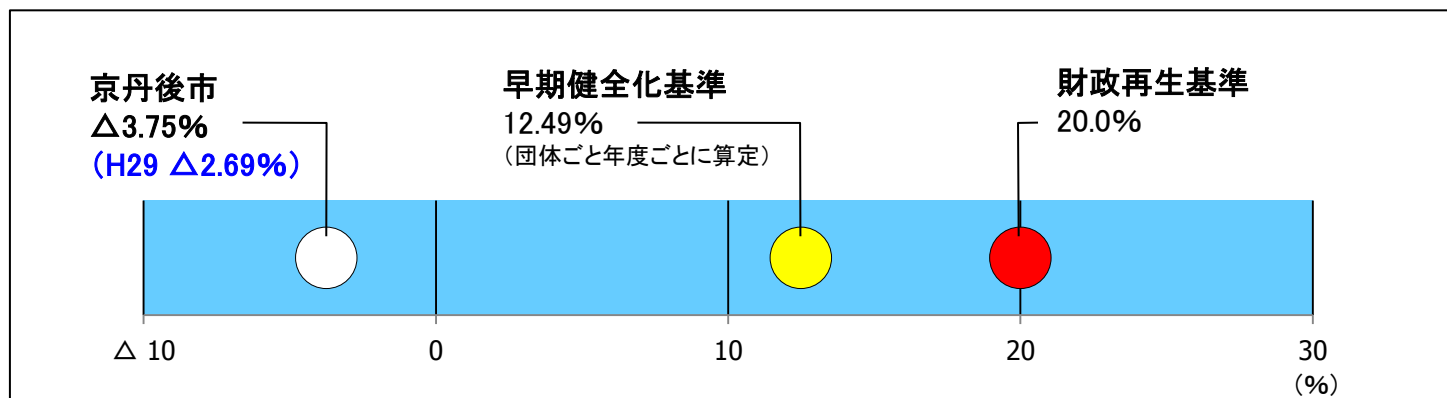 京丹後市
△3.75%
（H29 △2.69%）
早期健全化基準
12.49%
（団体ごと年度ごとに算定）
財政再生基準
20.0%
△ 10
0
10
20
30
（%）